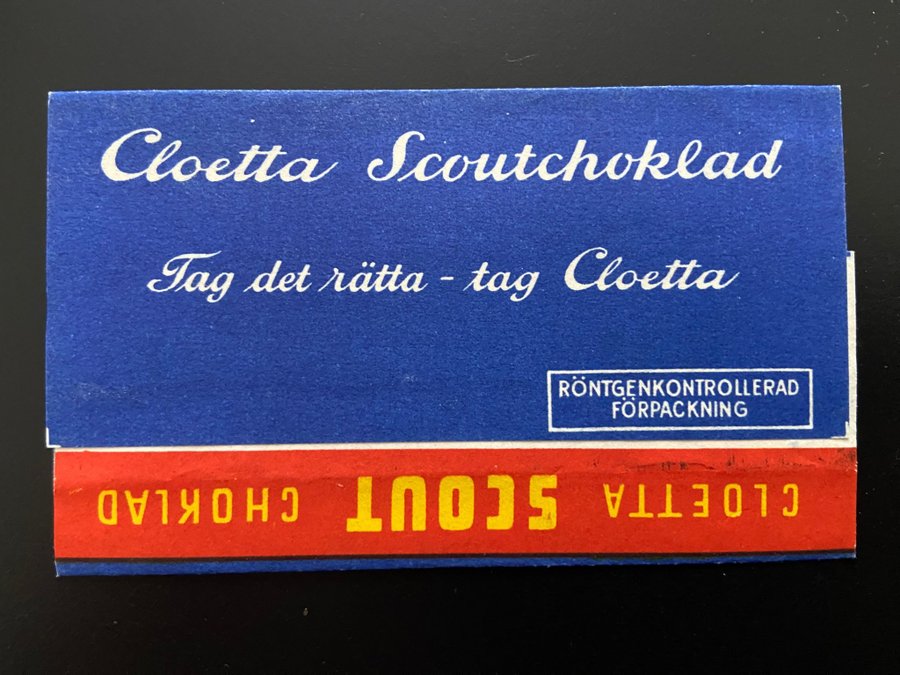 Cloetta Scoutchoklad
Tag det rätta - tag Cloetta
RÖNTGENKONTROLLERAD
FÖRPACKNING
CLOETTA SCOUT CHOKLAD